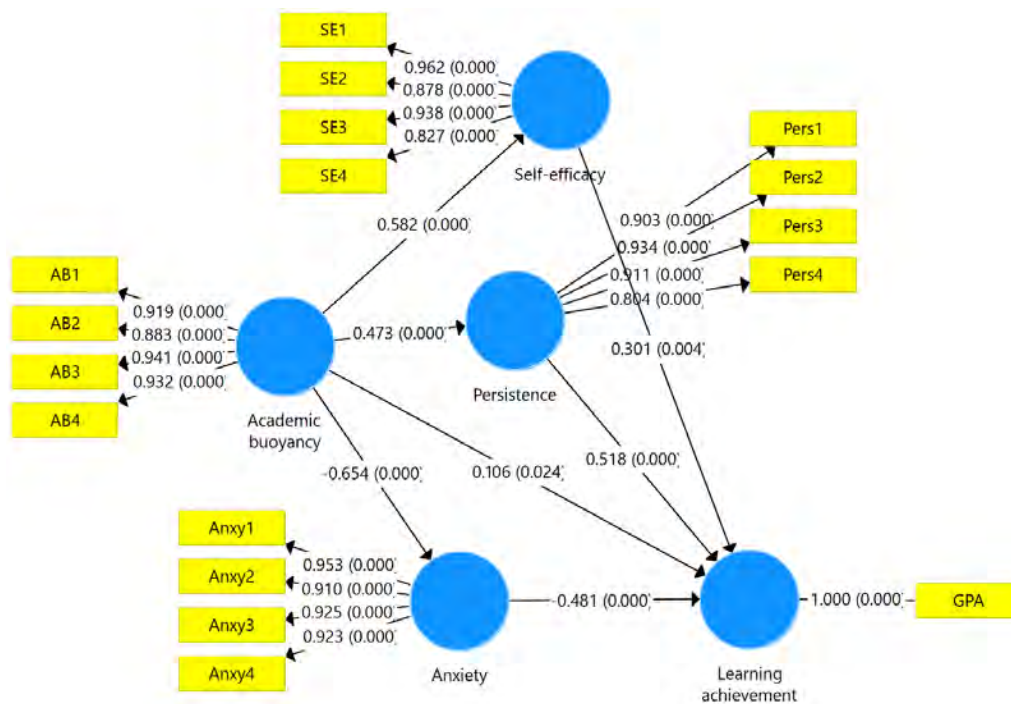 SE1
SE2
SE3
SE4
0.962 (0.000)
0.878 (0.000)
0.938 (0.000)
0.827 (0.000)
Self-efficacy
Pers1
Pers2
Pers3
Pers4
0.903 (0.000)
0.934 (0.000)
0.911 (0.000)
0.804 (0.000)
0.582 (0.000)
AB1
AB2
AB3
AB4
0.919 (0.000)
0.883 (0.000)
0.941 (0.000)
0.932 (0.000)
0.473 (0.000)
0.301 (0.004)
Persistence
Academic
buoyancy
-0.654 (0.000)
0.106 (0.024)
0.518 (0.000)
Anxy1
Anxy2
Anxy3
Anxy4
0.953 (0.000)
0.910 (0.000)
0.925 (0.000)
0.923 (0.000)
-0.481 (0.000)
1.000 (0.000)
GPA
Anxiety
Learning
achievement